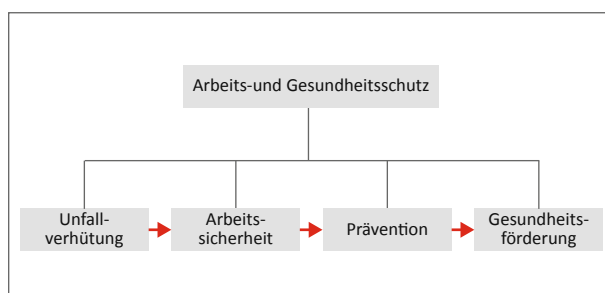 Arbeits-und Gesundheitsschutz
Unfall-
verhütung
Arbeits-
sicherheit
Prävention
Gesundheits-
förderung